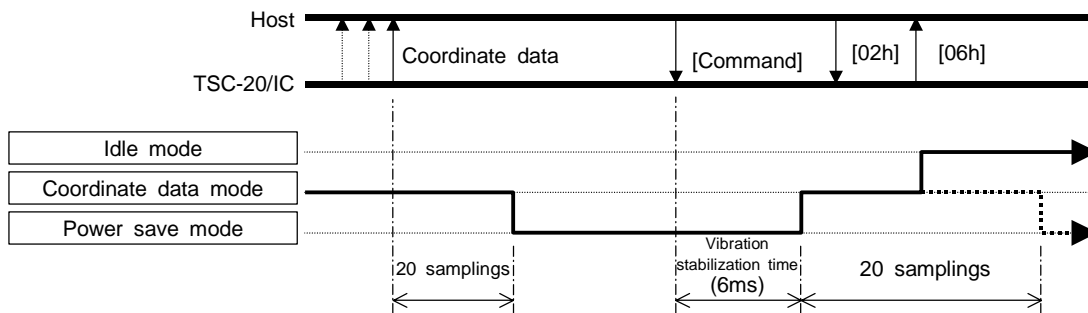 Host
Coordinate data
[Command]
[02h]
[06h]
TSC-20/IC
Idle mode
Coordinate data mode
Power save mode
20 samplings
Vibration
stabilization time
(6ms)
20 samplings